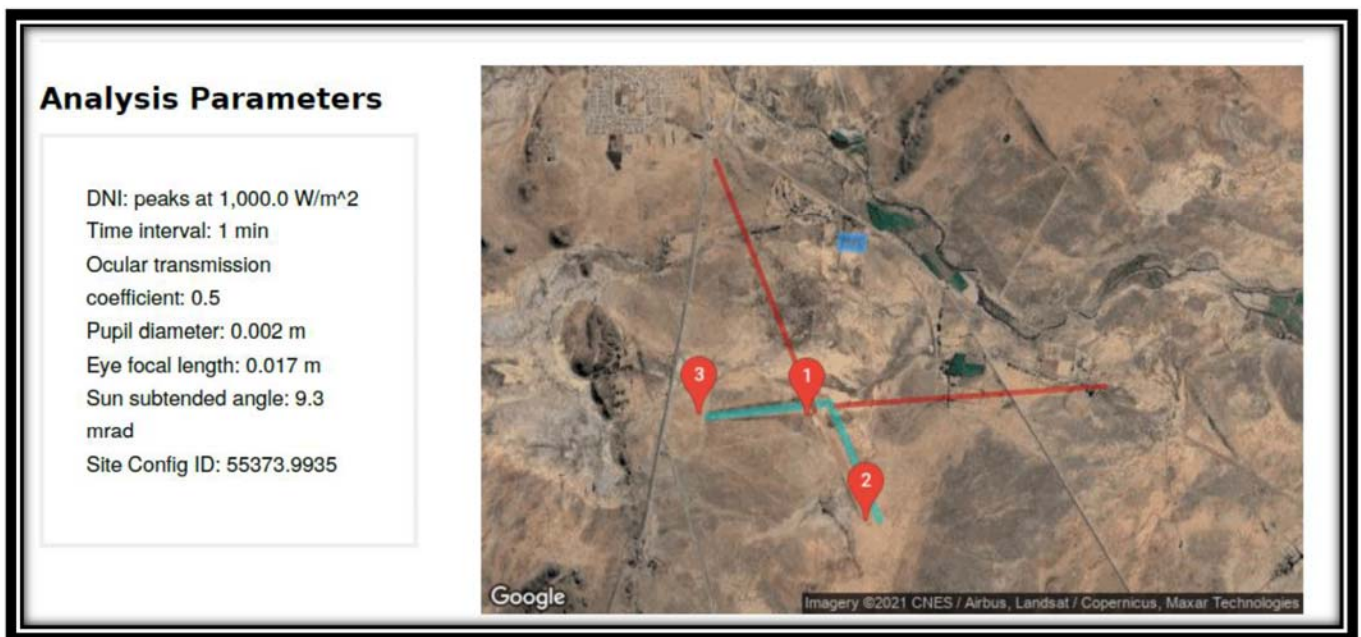 Analysis Parameters
DNI: peaks at 1,000.0 W/m^2
Time interval: 1 min
Ocular transmission
coefficient: 0.5
Pupil diameter: 0.002 m
Eye focal length: 0.017 m
Sun subtended angle: 9.3
mrad
Site Config ID: 55373.9935
3
1
2
Google
Imagery ©2021 CNES / Airbus, Landsat / Copernicus, Maxar Technologies